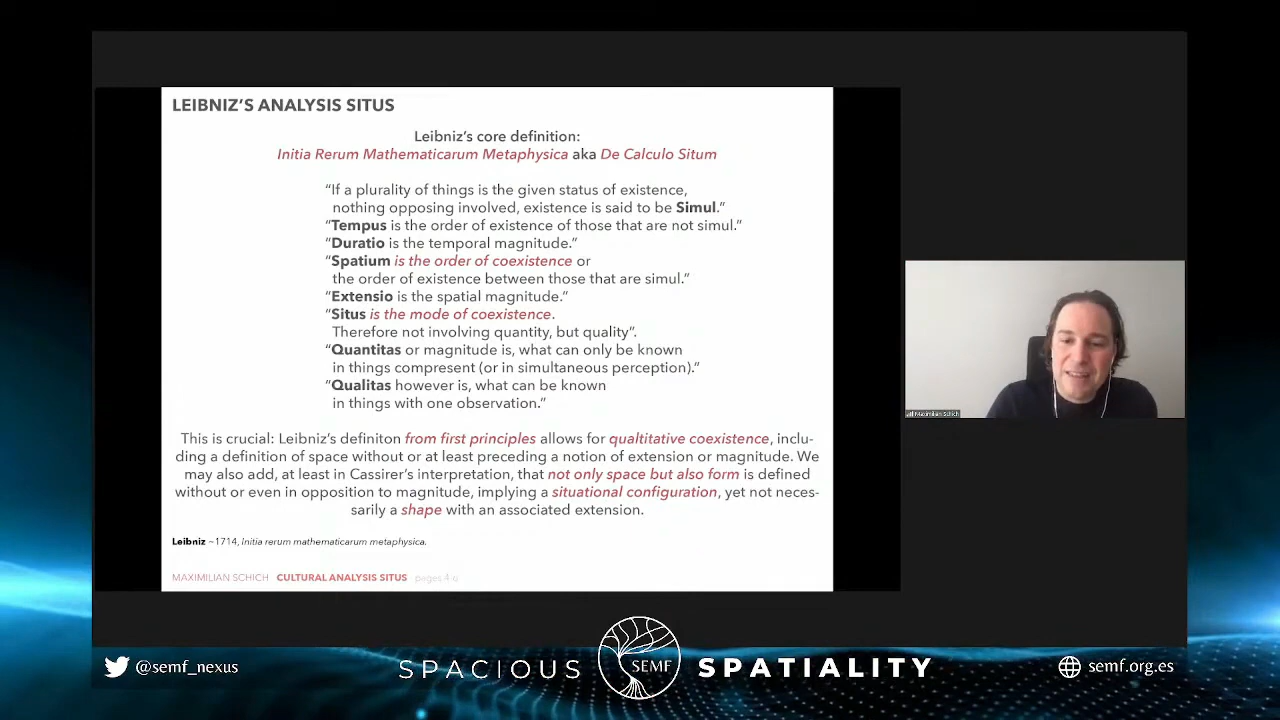 LEIBNIZ'S ANALYSIS SITUS
Leibniz's core definition:
Initia Rerum Mathematicarum Metaphysica aka De Calculo Situm
"If a plurality of things is the given status of existence,
nothing opposing involved, existence is said to be Simul."
"Tempus is the order of existence of those that are not simul."
"Duratio is the temporal magnitude."
"Spatium is the order of coexistence or
the order of existence between those that are simul."
"Extensio is the spatial magnitude."
"Situs is the mode of coexistence.
Therefore not involving quantity, but quality".
"Quantitas or magnitude is, what can only be known
in things compresent (or in simultaneous perception)."
"Qualitas however is, what can be known
in things with one observation."
This is crucial: Leibniz's definiton from first principles allows for qualtitative coexistence, inclu-
ding a definition of space without or at least preceding a notion of extension or magnitude. We
may also add, at least in Cassirer's interpretation, that not only space but also form is defined
without or even in opposition to magnitude, implying a situational configuration, yet not neces-
sarily a shape with an associated extension.
Leibniz ~1714, Initia rerum mathematicarum metaphysica.
MAXIMILIAN SCHICH CULTURAL ANALYSIS SITUS pages 4
Maximilian Schich
@semf_nexus
SPACIOUS SEMF SPATIALITY
semf.org.es